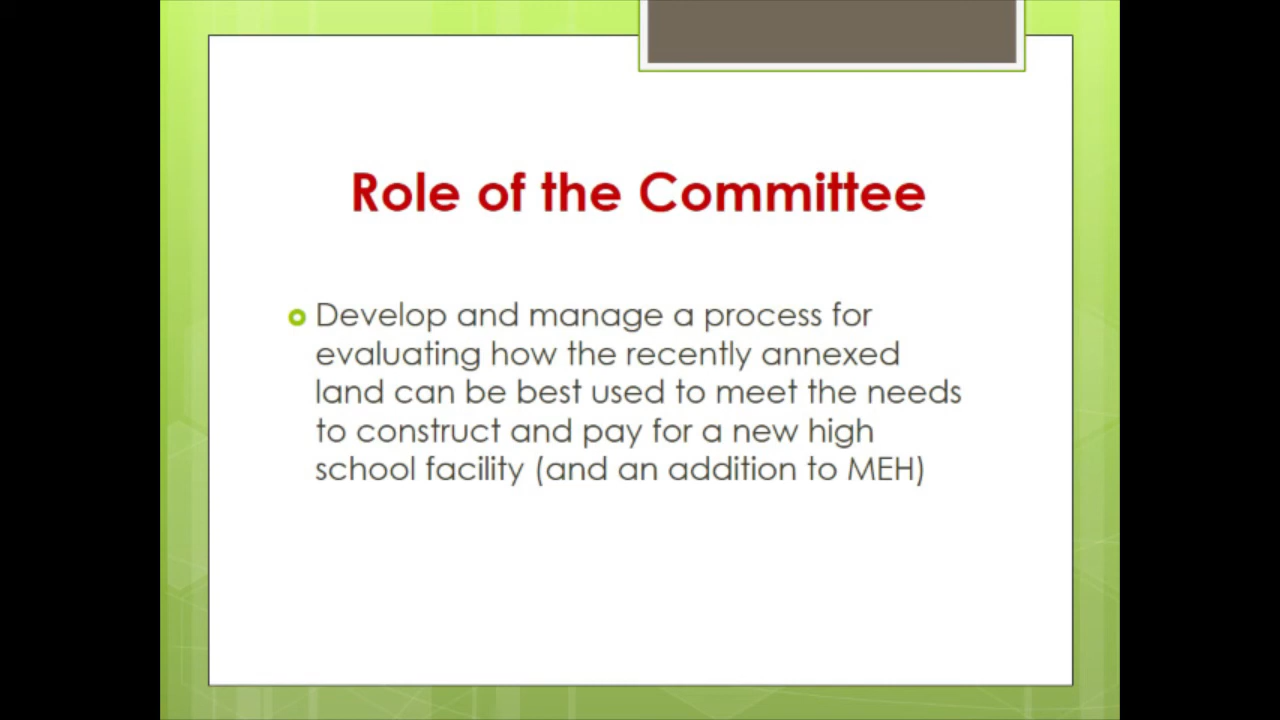 Role of the Committee
Develop and manage a process for
evaluating how the recently annexed
land can be best used to meet the needs
to construct and pay for a new high
school facility (and an addition to MEH)